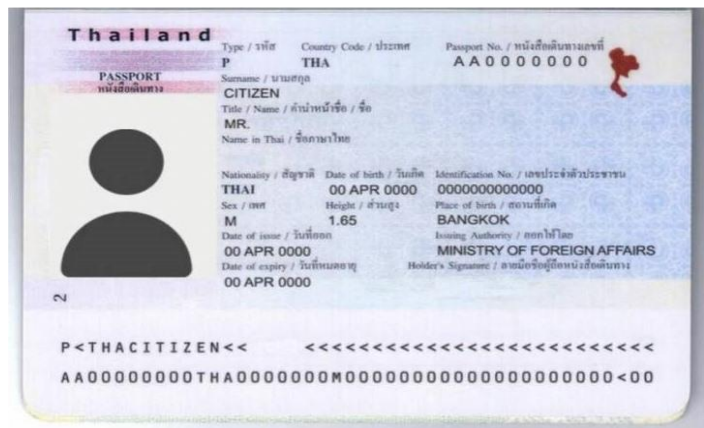 Thailand
PASSPORT
หนังสือเดินทาง
Type / รหัส Country Code / ประเทศ Passport No. / หนังสือเดินทางเลขที่
P THA AA0000000
Surname / นามสกุล
CITIZEN
Title / Name / คำนำหน้าชื่อ / ชื่อ
MR.
Name in Thai / ชื่อภาษาไทย
Nationality / สัญชาติ Date of birth / วันเกิด Identification No. / เลขประจำตัวประชาชน
THAI 00 APR 0000 0000000000000
Sex / เพศ Height / ส่วนสูง Place of birth / สถานที่เกิด
M 1.65 BANGKOK
Date of issue / วันที่ออก Issuing Authority / ออกให้โดย
00 APR 0000 MINISTRY OF FOREIGN AFFAIRS
Date of expiry / วันที่หมดอายุ Holder's Signature / ลายมือชื่อผู้ถือหนังสือเดินทาง
00 APR 0000
2
P<THACITIZEN<< <<<<<<<<<<<<<<<<<<<<<<<<<<
AA00000000THA0000000M00000000000000000000<00